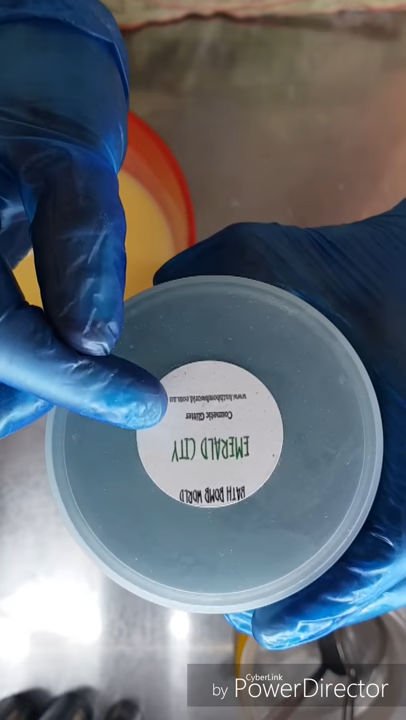 BATH BOMB WORLD
EMERALD CITY
Cosmetic Glitter
www.bathbombworld.com.au
CyberLink
by PowerDirector